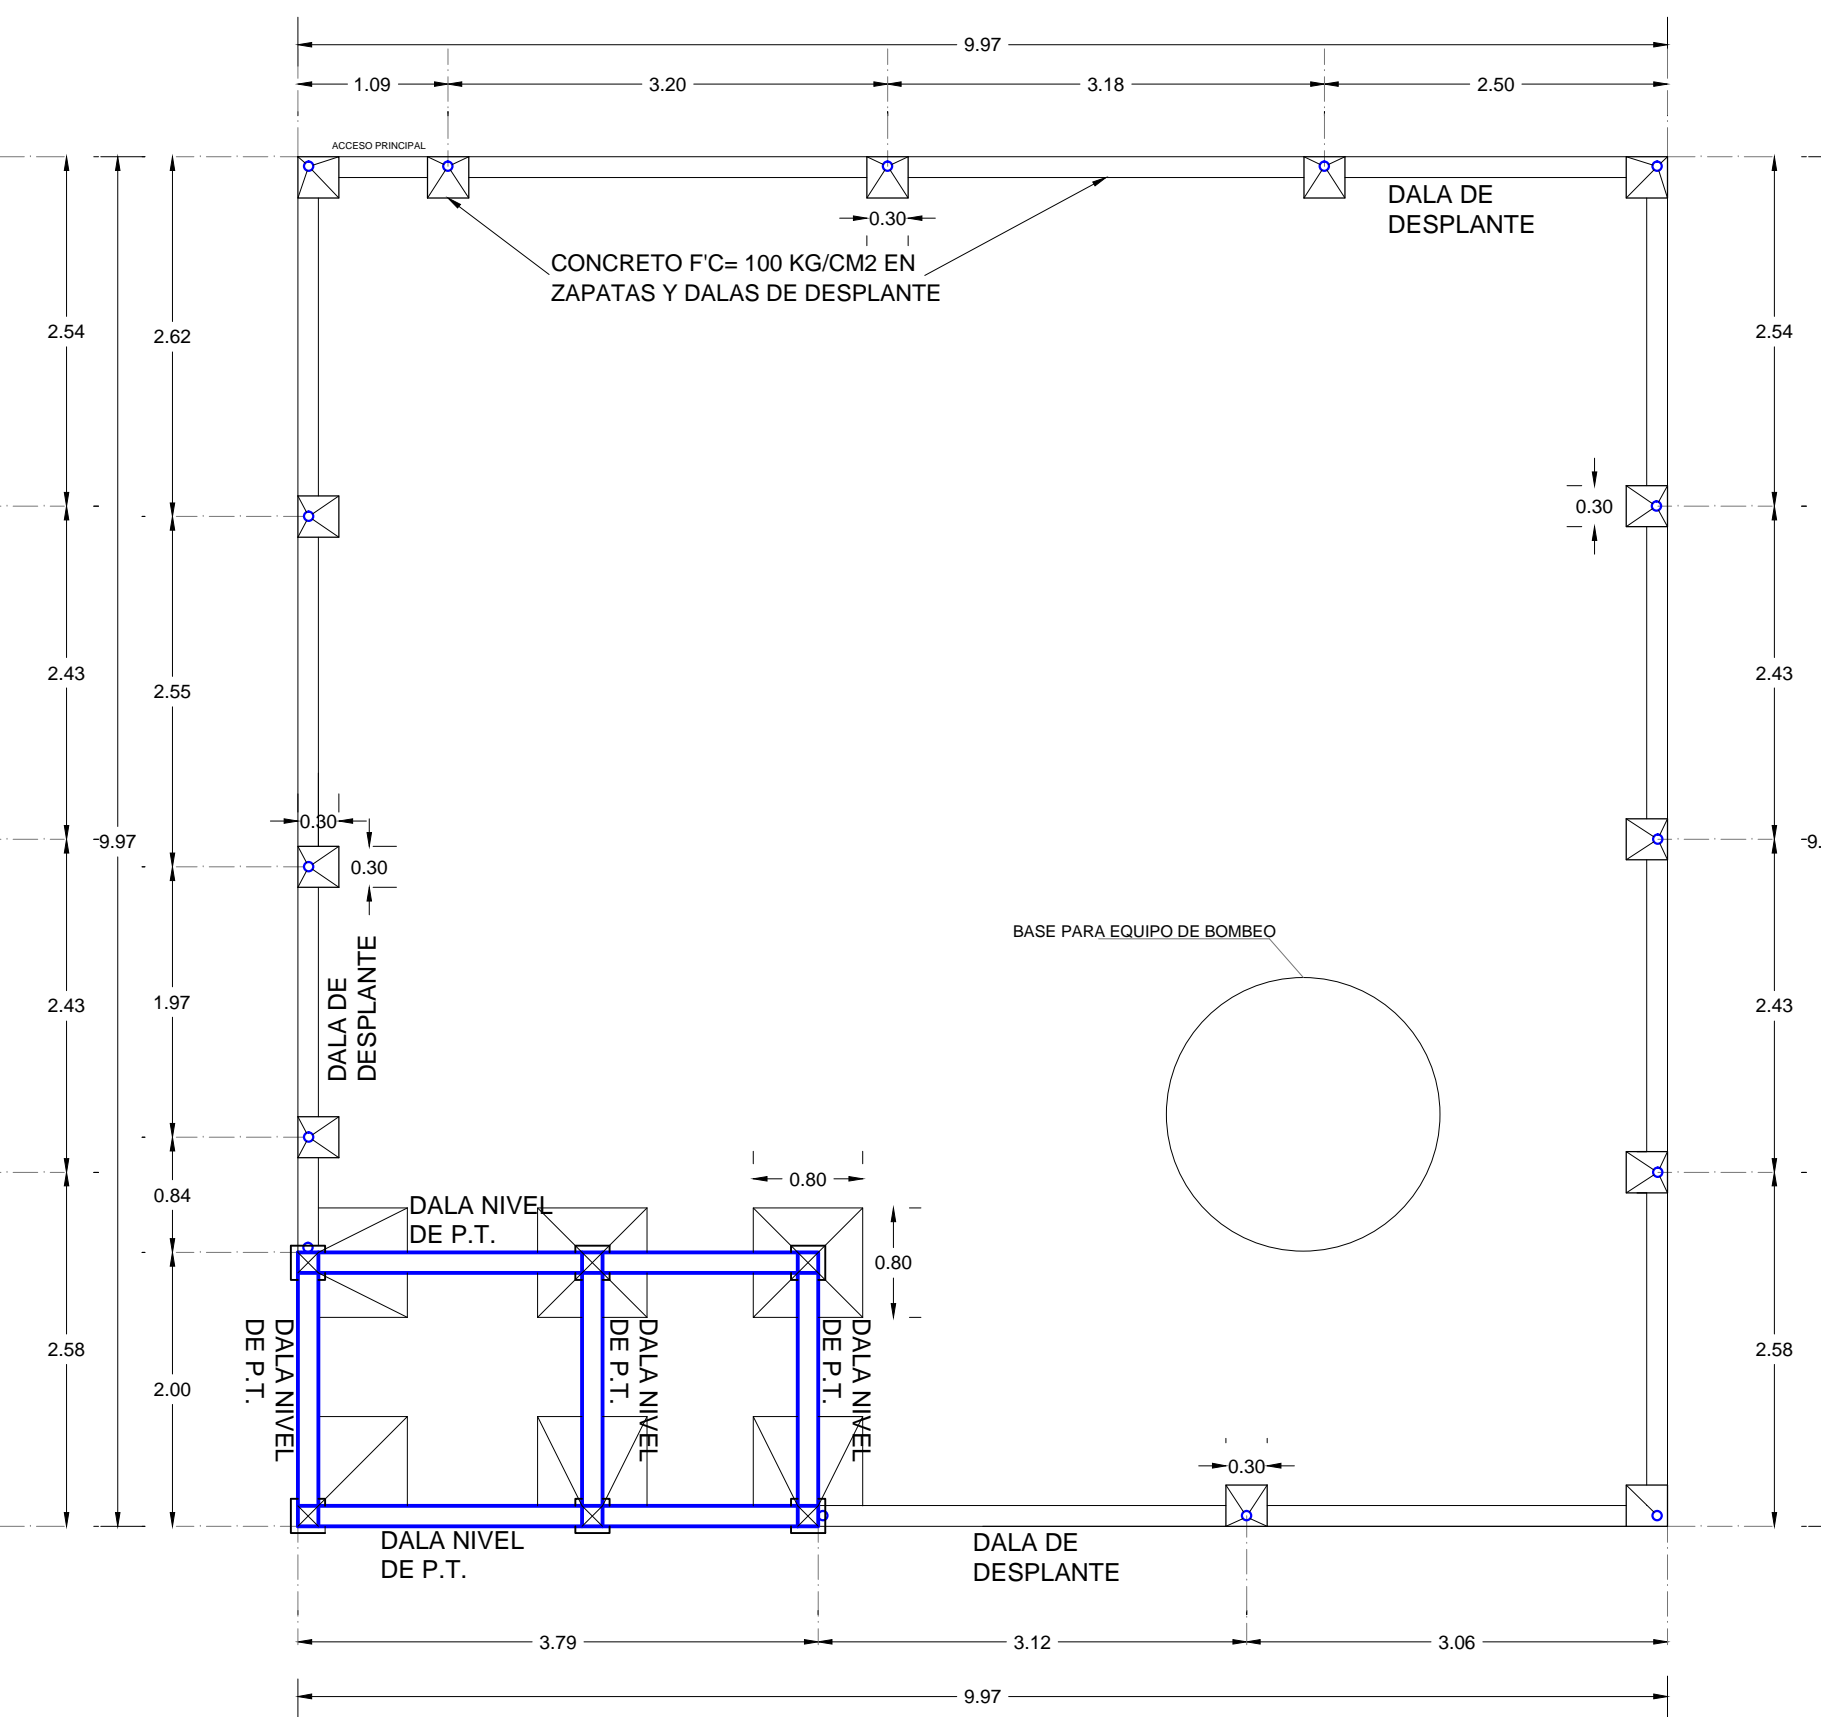 9.97
1.09
3.20
3.18
2.50
ACCESO PRINCIPAL
DALA DE
DESPLANTE
0.30
CONCRETO F'C= 100 KG/CM2 EN
ZAPATAS Y DALAS DE DESPLANTE
2.54
2.62
2.54
0.30
2.43
2.55
2.43
0.30
9.97
9.
0.30
BASE PARA EQUIPO DE BOMBEO
DALA DE
DESPLANTE
2.43
1.97
2.43
0.80
0.84
DALA NIVEL
DE P.T.
0.80
DALA NIVEL
DE P.T.
DALA NIVEL
DE P.T.
DALA NIVEL
DE P.T.
2.58
2.00
2.58
0.30
DALA NIVEL
DE P.T.
DALA DE
DESPLANTE
3.79
3.12
3.06
9.97